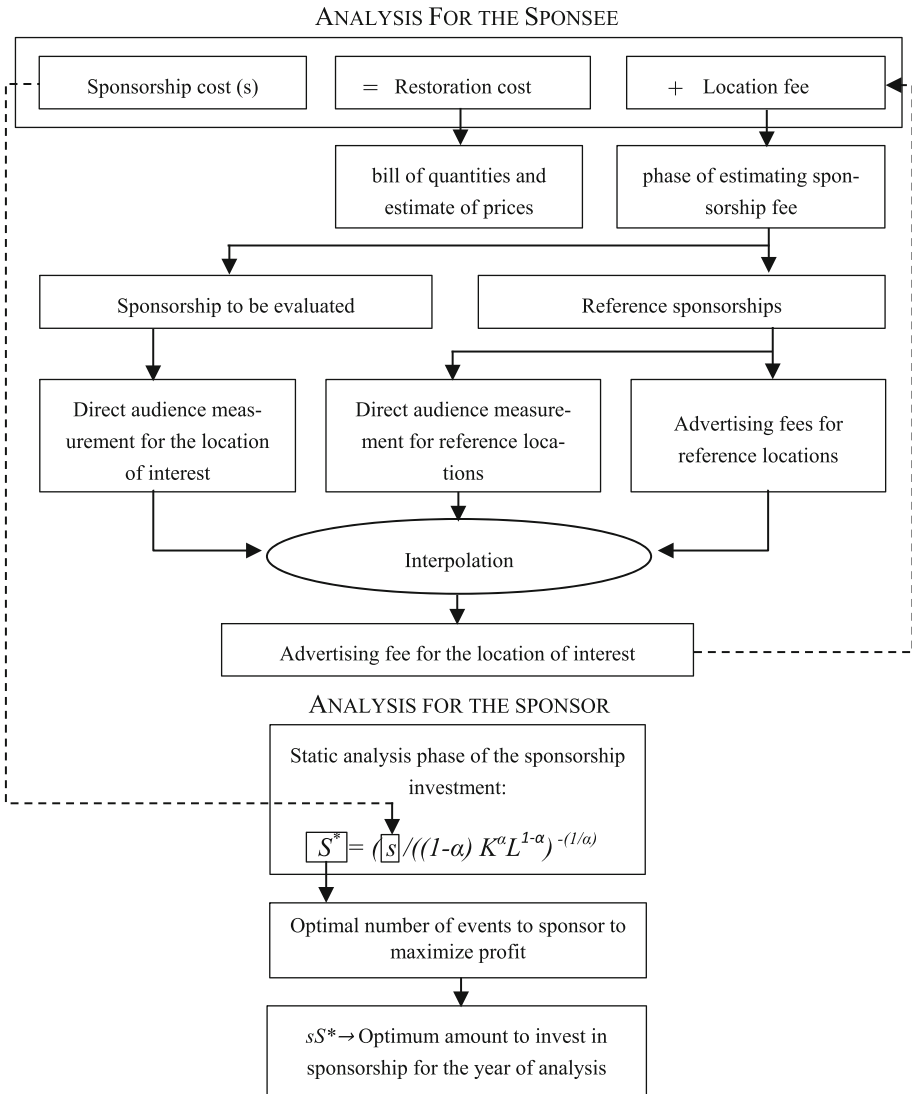 ANALYSIS FOR THE SPONSEE
Sponsorship cost (s)
= Restoration cost
+ Location fee
bill of quantities and
estimate of prices
phase of estimating spon-
sorship fee
Sponsorship to be evaluated
Reference sponsorships
Direct audience meas-
urement for the location
of interest
Direct audience measure-
ment for reference loca-
tions
Advertising fees for
reference locations
Interpolation
Advertising fee for the location of interest
ANALYSIS FOR THE SPONSOR
Static analysis phase of the sponsorship
investment:
S* = (s/((1-α) K^α L^{1-α})^{-(1/α)}
Optimal number of events to sponsor to
maximize profit
sS*→ Optimum amount to invest in
sponsorship for the year of analysis